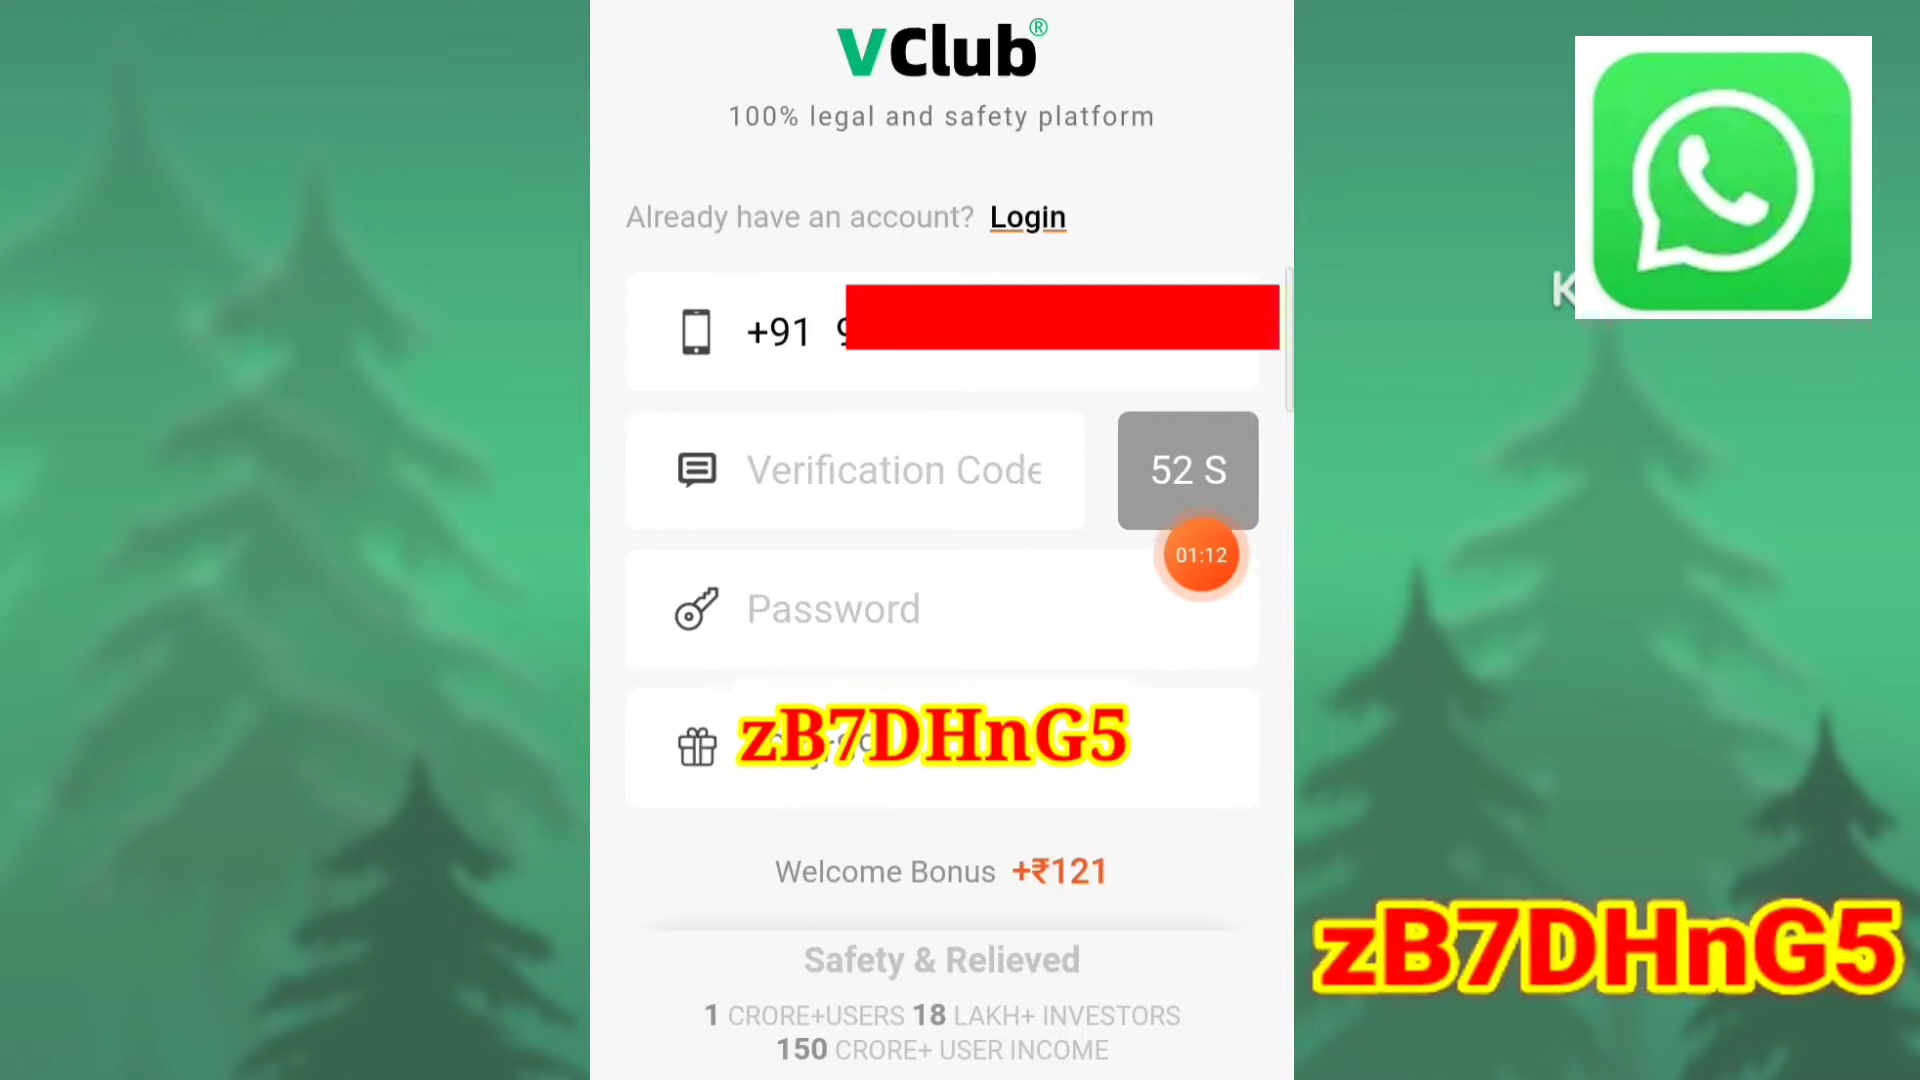 VClub®
100% legal and safety platform
Already have an account? Login
+91 9
Verification Code
52 S
01:12
Password
zB7DHnG5
Welcome Bonus +₹121
Safety & Relieved
1 CRORE+USERS 18 LAKH+ INVESTORS
150 CRORE+ USER INCOME
K
zB7DHnG5